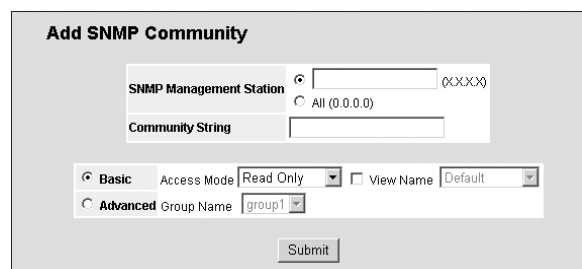 Add SNMP Community
SNMP Management Station (X.X.X.X)
All (0.0.0.0)
Community String
Basic Access Mode Read Only View Name Default
Advanced Group Name group1
Submit